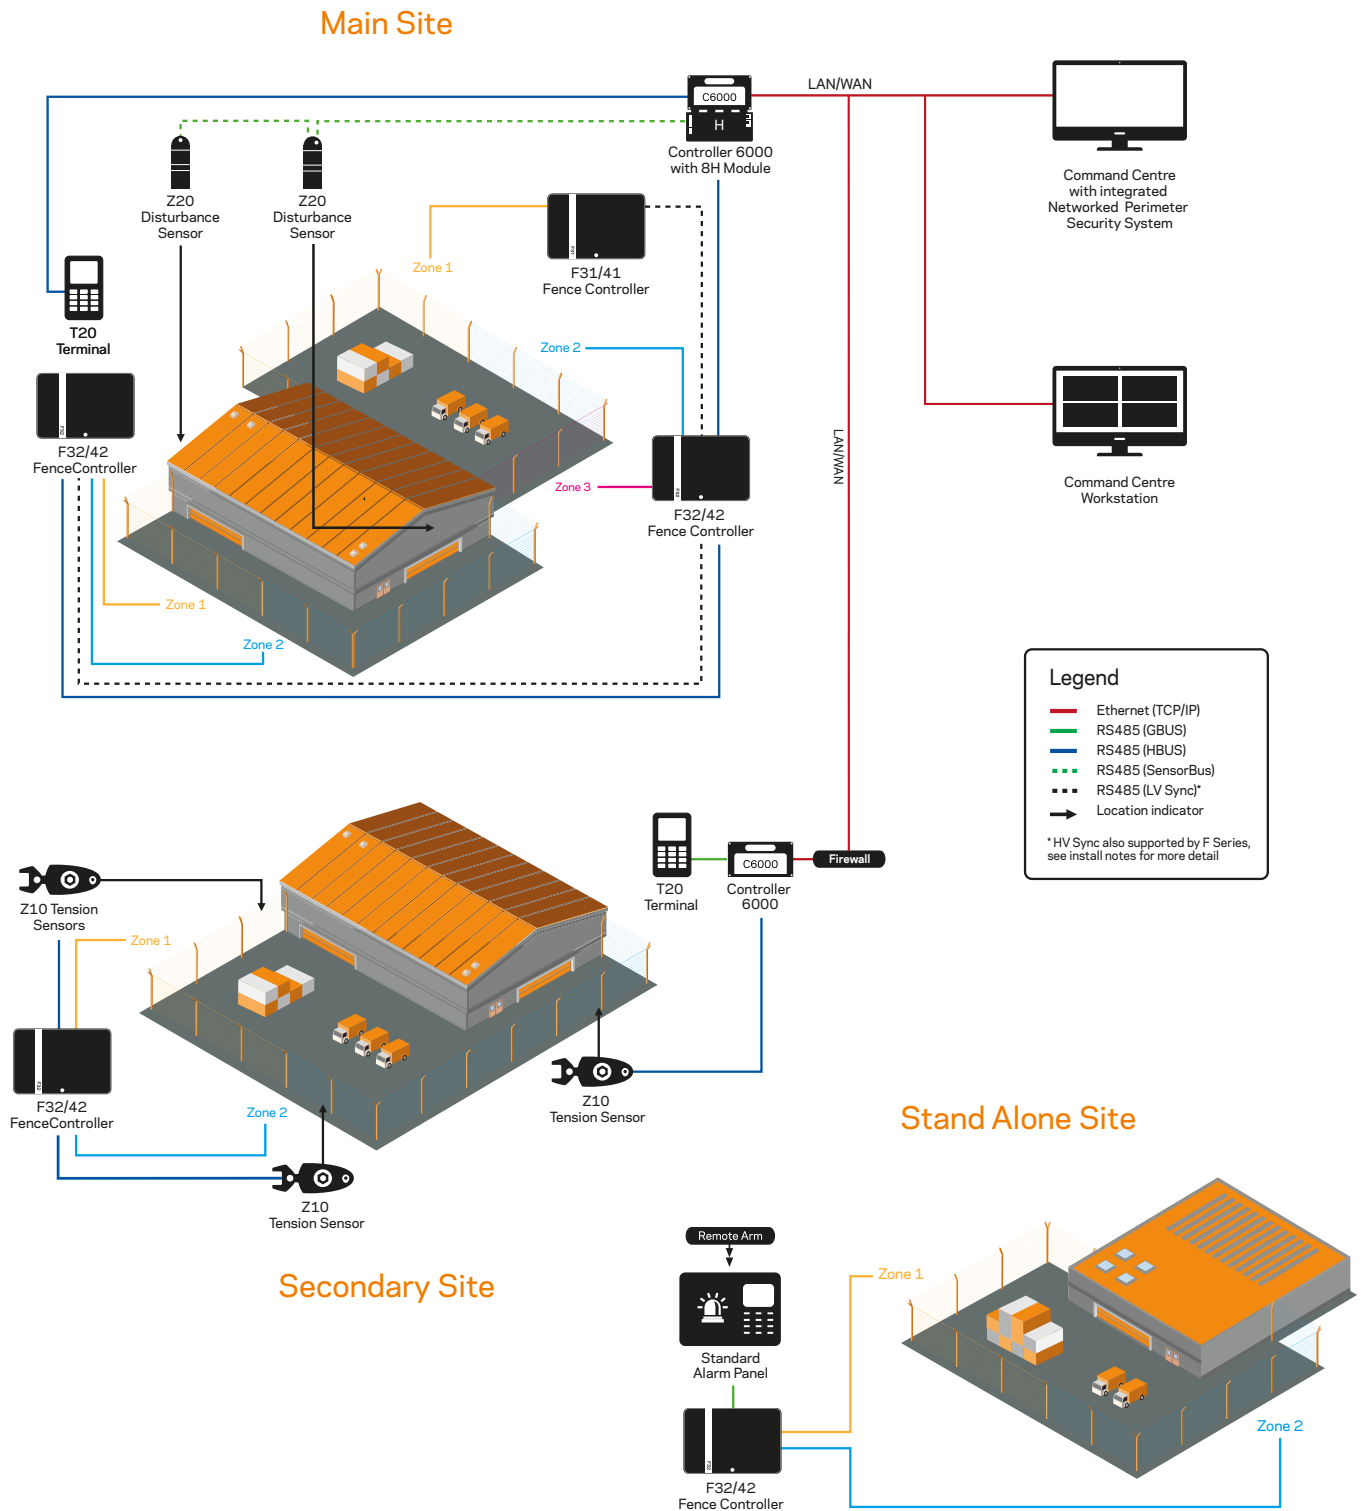 Main Site
LAN/WAN
C6000
H
Controller 6000
with 8H Module
Command Centre
with integrated
Networked Perimeter
Security System
Z20
Disturbance
Sensor
Z20
Disturbance
Sensor
Zone 1
F31/41
Fence Controller
T20
Terminal
Zone 2
F32/42
FenceController
Zone 3
F32/42
Fence Controller
LAN/WAN
Command Centre
Workstation
Zone 1
Zone 2
Legend
Ethernet (TCP/IP)
RS485 (GBUS)
RS485 (HBUS)
RS485 (SensorBus)
RS485 (LV Sync)*
Location indicator
* HV Sync also supported by F Series,
see install notes for more detail
C6000
Firewall
T20
Terminal
Controller
6000
Z10 Tension
Sensors
Zone 1
F32
F32/42
FenceController
Zone 2
Z10
Tension Sensor
Z10
Tension Sensor
Secondary Site
Stand Alone Site
Remote Arm
Standard
Alarm Panel
Zone 1
Zone 2
F32
F32/42
Fence Controller